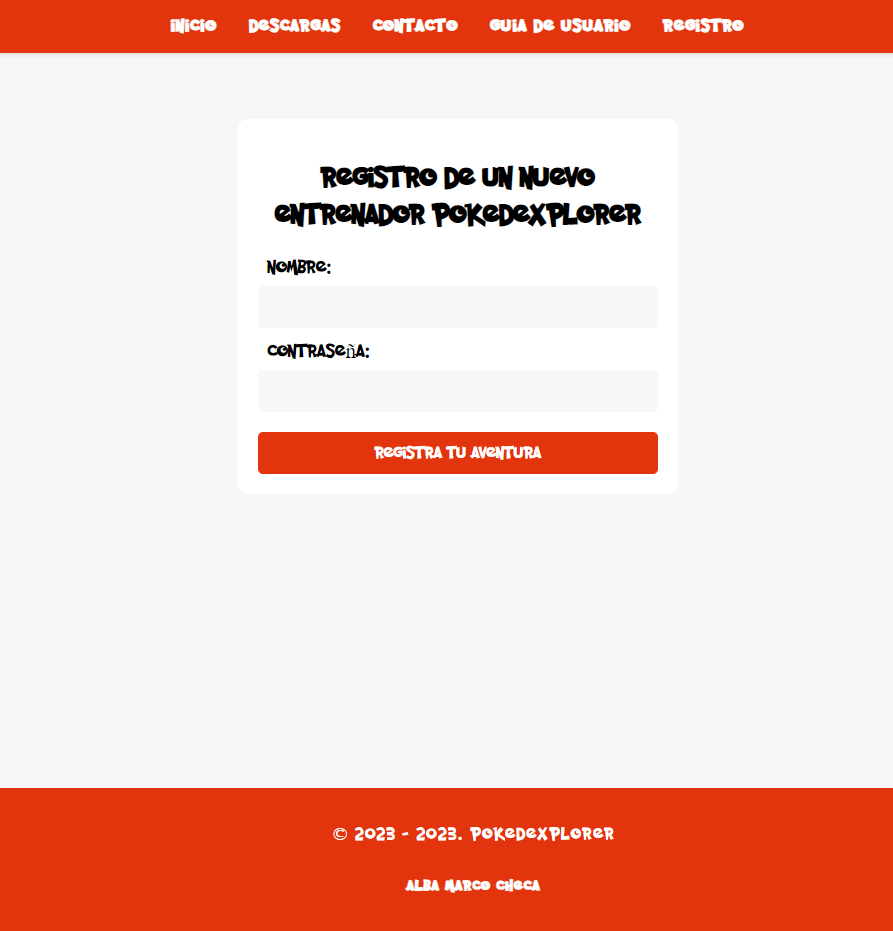 Inicio Descargas Contacto Guia de usuario Registro
Registro de un nuevo
entrenador PokedeXplorer
Nombre:
Contraseña:
Registra tu aventura
© 2023 - 2023. PokedeXplorer
Alba Marco Checa